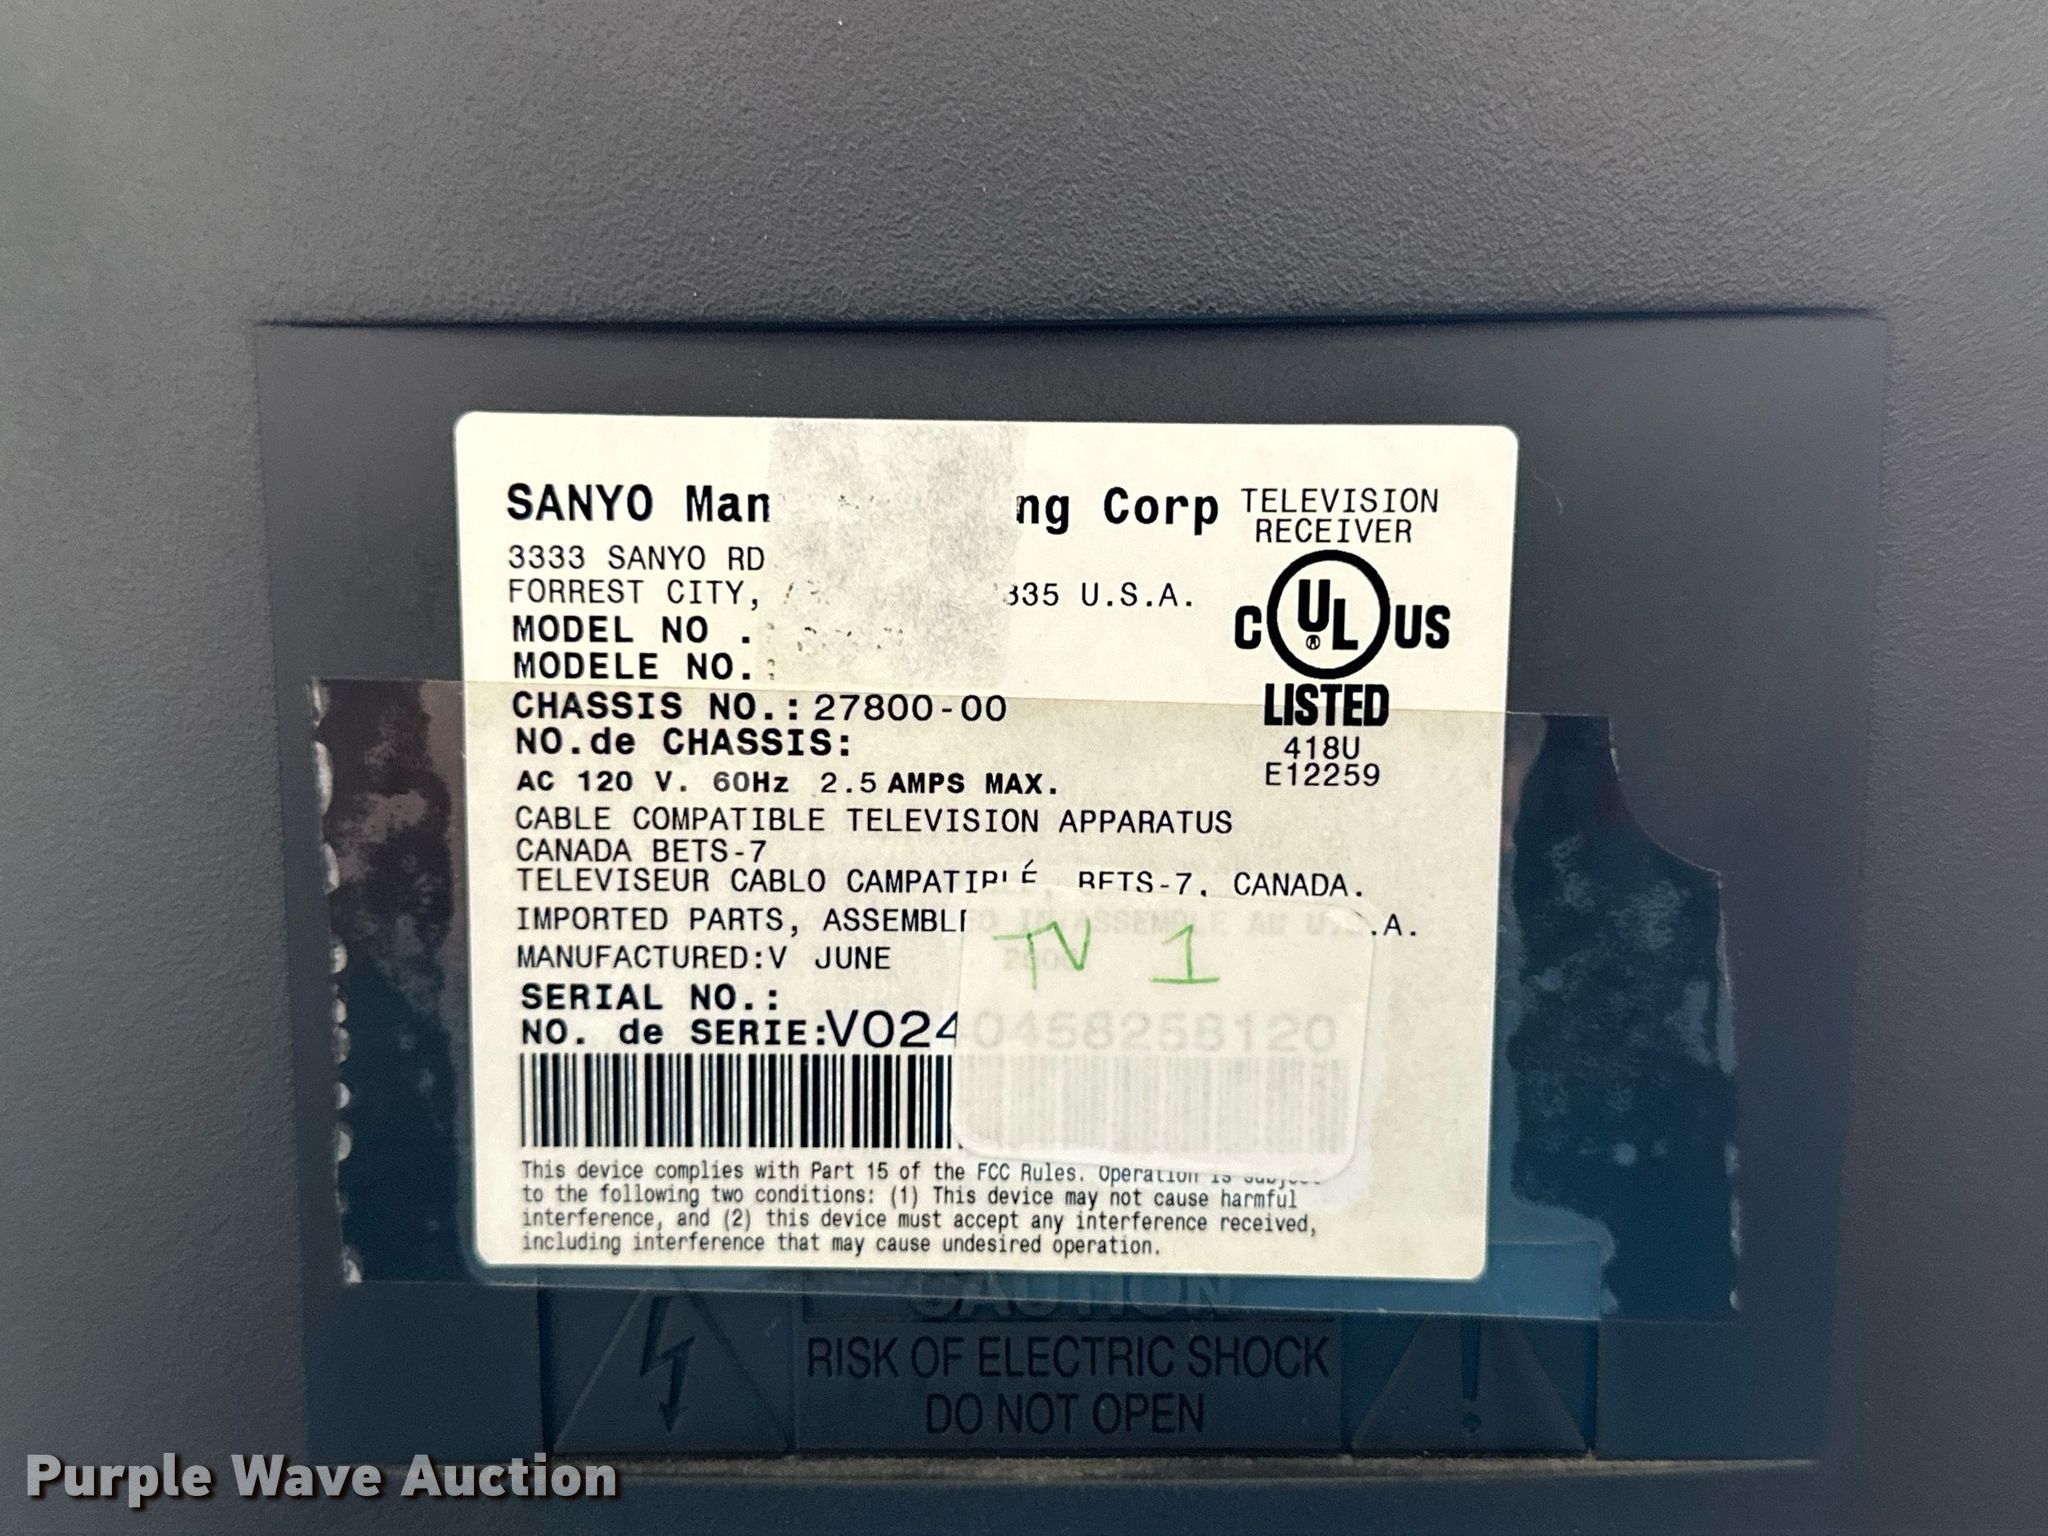 SANYO Man ng Corp TELEVISION
RECEIVER
3333 SANYO RD
FORREST CITY, 335 U.S.A.
MODEL NO .
MODELE NO.:
C UL ® US
LISTED
418U
E12259
CHASSIS NO.: 27800-00
NO.de CHASSIS:
AC 120 V. 60Hz 2.5 AMPS MAX.
CABLE COMPATIBLE TELEVISION APPARATUS
CANADA BETS-7
TELEVISEUR CABLO CAMPATIBLÉ, BETS-7, CANADA.
IMPORTED PARTS, ASSEMBLE AU U.S.A.
MANUFACTURED:V JUNE
TV 1
SERIAL NO.:
NO. de SERIE:V024
This device complies with Part 15 of the FCC Rules. Operation is subject
to the following two conditions: (1) This device may not cause harmful
interference, and (2) this device must accept any interference received,
including interference that may cause undesired operation.
CAUTION
RISK OF ELECTRIC SHOCK
DO NOT OPEN
Purple Wave Auction